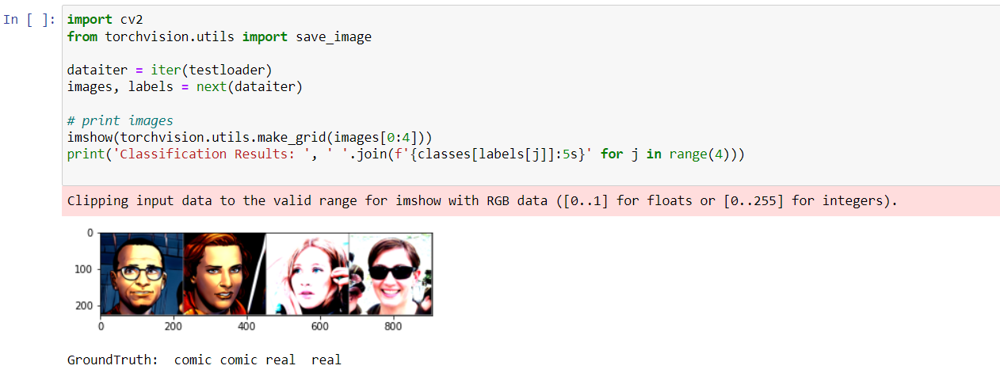 In [ ]:
import cv2
from torchvision.utils import save_image
dataiter = iter(testloader)
images, labels = next(dataiter)
# print images
imshow(torchvision.utils.make_grid(images[0:4]))
print('Classification Results: ', ' '.join(f'{classes[labels[j]]:5s}' for j in range(4)))
Clipping input data to the valid range for imshow with RGB data ([0..1] for floats or [0..255] for integers).
0
100
200
0 200 400 600 800
GroundTruth:  comic comic real  real